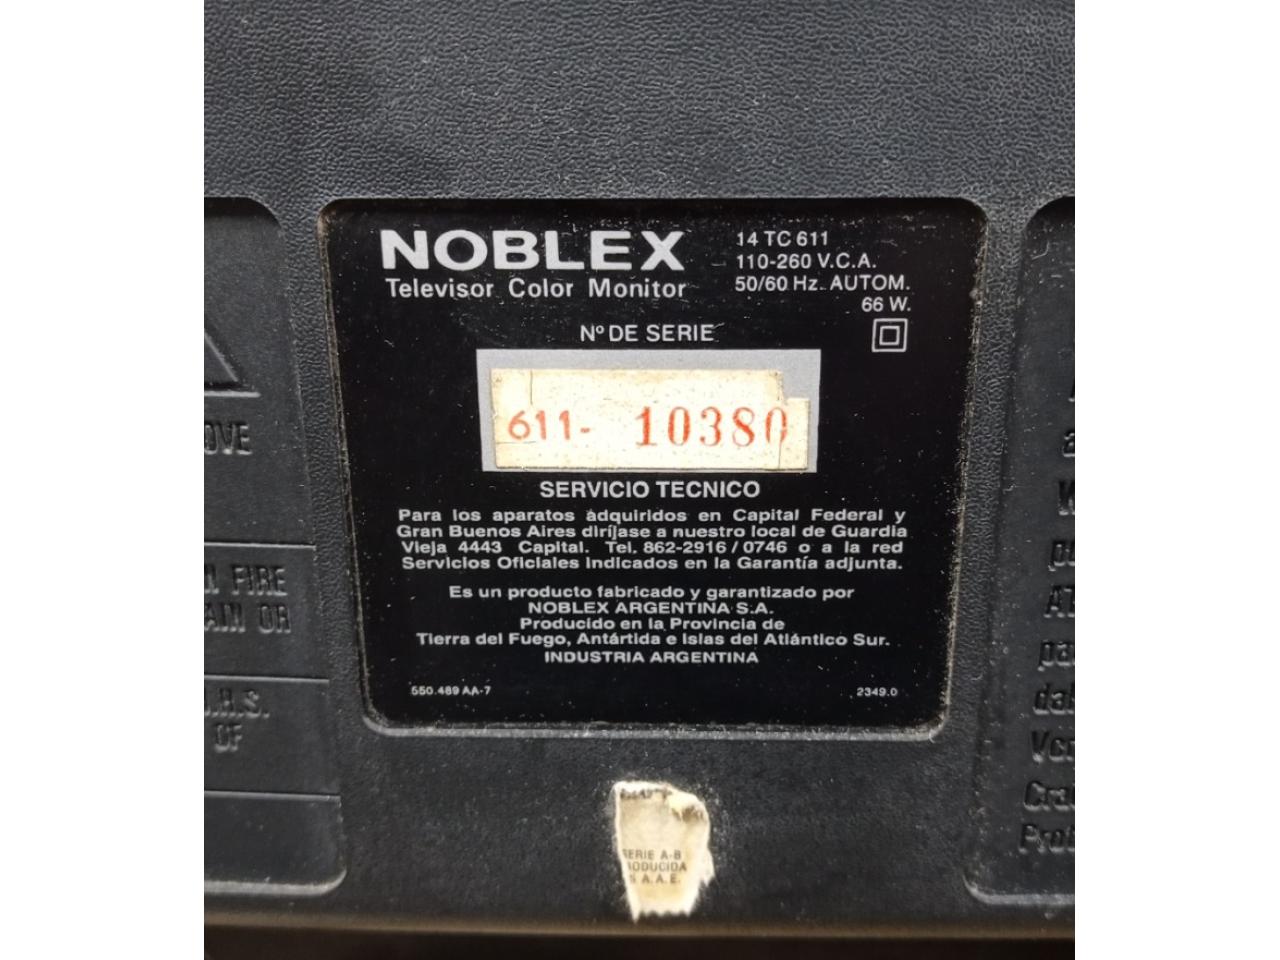 NOBLEX
Televisor Color Monitor
14 TC 611
110-260 V.C.A.
50/60 Hz. AUTOM.
66 W.
Nº DE SERIE
611- 10380
SERVICIO TECNICO
Para los aparatos adquiridos en Capital Federal y
Gran Buenos Aires diríjase a nuestro local de Guardia
Vieja 4443 Capital. Tel. 862-2916 / 0746 o a la red
Servicios Oficiales indicados en la Garantía adjunta.
Es un producto fabricado y garantizado por
NOBLEX ARGENTINA S.A.
Producido en la Provincia de
Tierra del Fuego, Antártida e Islas del Atlántico Sur.
INDUSTRIA ARGENTINA
550.489 AA-7
2349.0
FIRE
OR
OF
SERIE A-B
A.A.E.